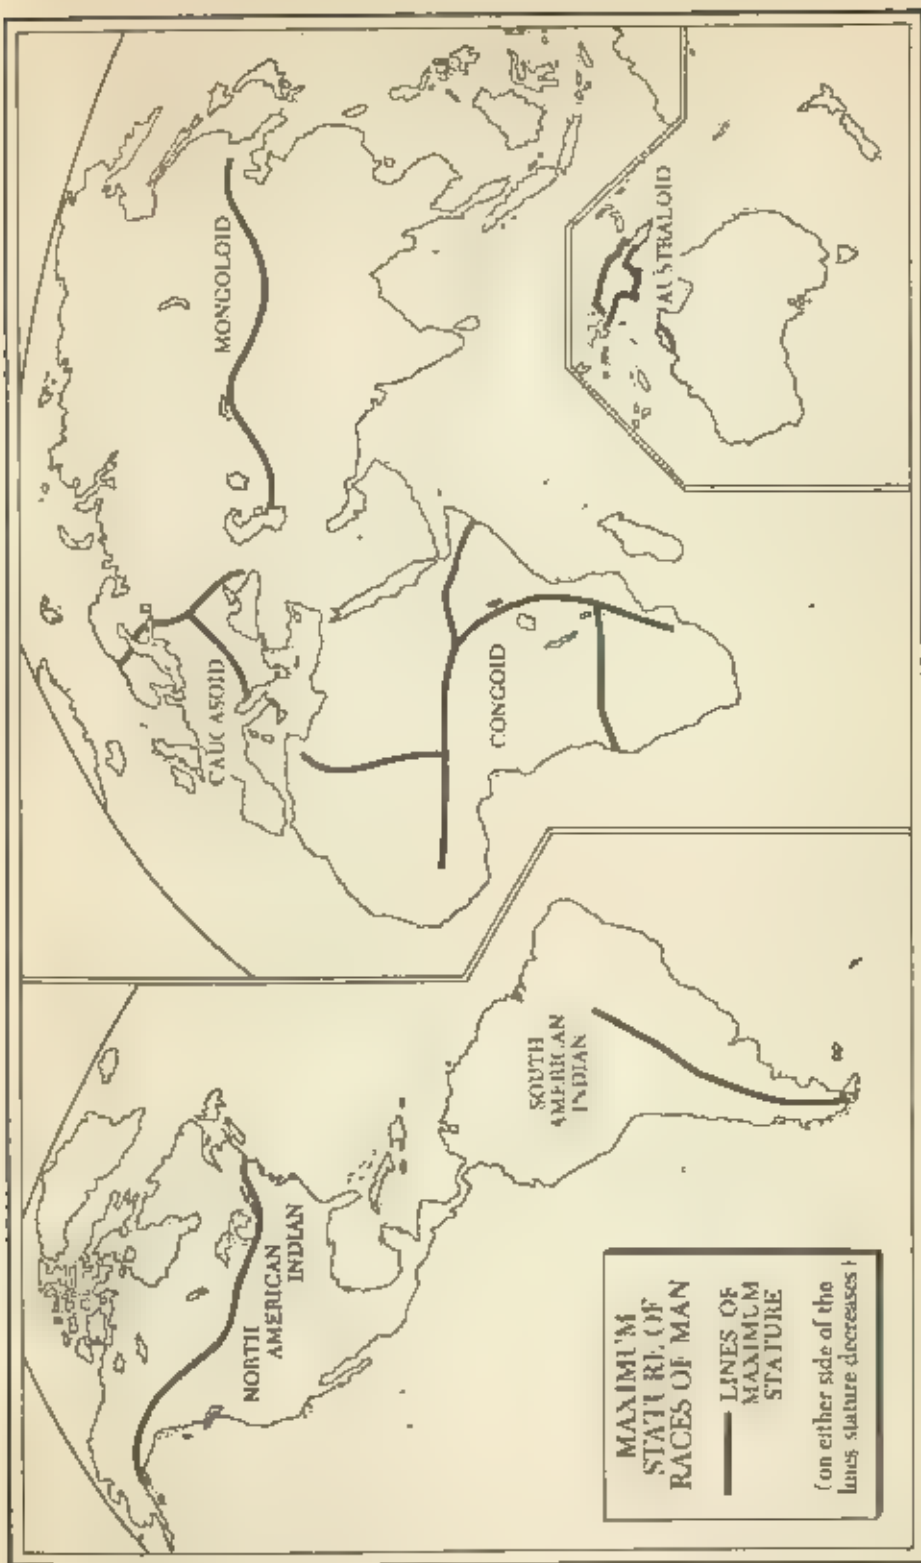 NORTH
AMERICAN
INDIAN
SOUTH
AMERICAN
INDIAN
CAUCASOID
MONGOLOID
CONGOID
AUSTRALOID
MAXIMUM
STATURE OF
RACES OF MAN
LINES OF
MAXIMUM
STATURE
(on either side of the
lines stature decreases)